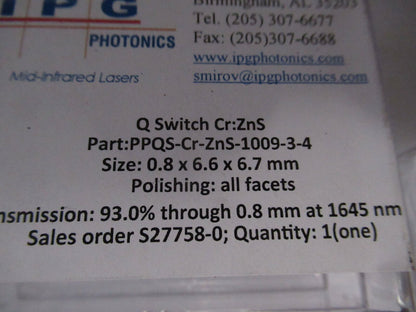 IPG
PHOTONICS
Mid-Infrared Lasers
Birmingham, AL 35203
Tel. (205) 307-6677
Fax: (205)307-6688
www.ipgphotonics.com
smirov@ipgphotonics.com
Q Switch Cr:ZnS
Part:PPQS-Cr-ZnS-1009-3-4
Size: 0.8 x 6.6 x 6.7 mm
Polishing: all facets
nsmission: 93.0% through 0.8 mm at 1645 nm
Sales order S27758-0; Quantity: 1(one)